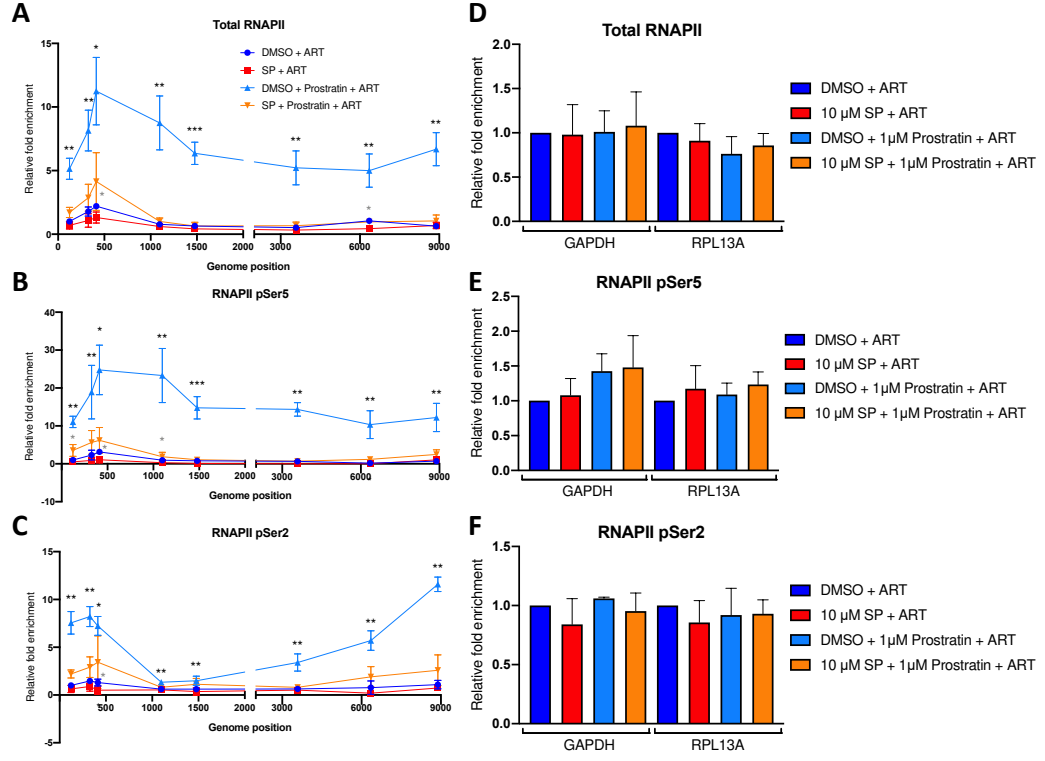 A
Total RNAPII
DMSO + ART
SP + ART
DMSO + Prostratin + ART
SP + Prostratin + ART
Relative fold enrichment
15
10
5
0
** ** * ** *** ** ** **
* *
0 500 1000 1500 2000 3000 6000 9000
Genome position
B
RNAPII pSer5
Relative fold enrichment
40
30
20
10
0
-10
** ** * ** *** ** ** **
* * *
500 1000 1500 2000 3000 6000 9000
Genome position
C
RNAPII pSer2
Relative fold enrichment
15
10
5
0
-5
** ** * ** ** ** ** **
*
500 1000 1500 2000 3000 6000 9000
Genome position
D
Total RNAPII
Relative fold enrichment
2.0
1.5
1.0
0.5
0.0
GAPDH RPL13A
DMSO + ART
10 µM SP + ART
DMSO + 1µM Prostratin + ART
10 µM SP + 1µM Prostratin + ART
E
RNAPII pSer5
Relative fold enrichment
2.5
2.0
1.5
1.0
0.5
0.0
GAPDH RPL13A
DMSO + ART
10 µM SP + ART
DMSO + 1µM Prostratin + ART
10 µM SP + 1µM Prostratin + ART
F
RNAPII pSer2
Relative fold enrichment
1.5
1.0
0.5
0.0
GAPDH RPL13A
DMSO + ART
10 µM SP + ART
DMSO + 1µM Prostratin + ART
10 µM SP + 1µM Prostratin + ART